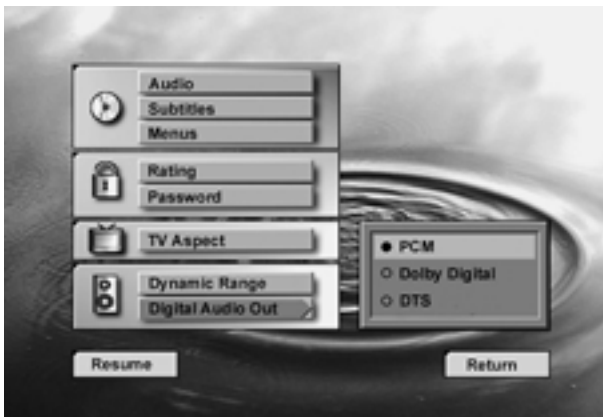 Audio
Subtitles
Menus
Rating
Password
TV Aspect
Dynamic Range
Digital Audio Out
PCM
Dolby Digital
DTS
Resume
Return